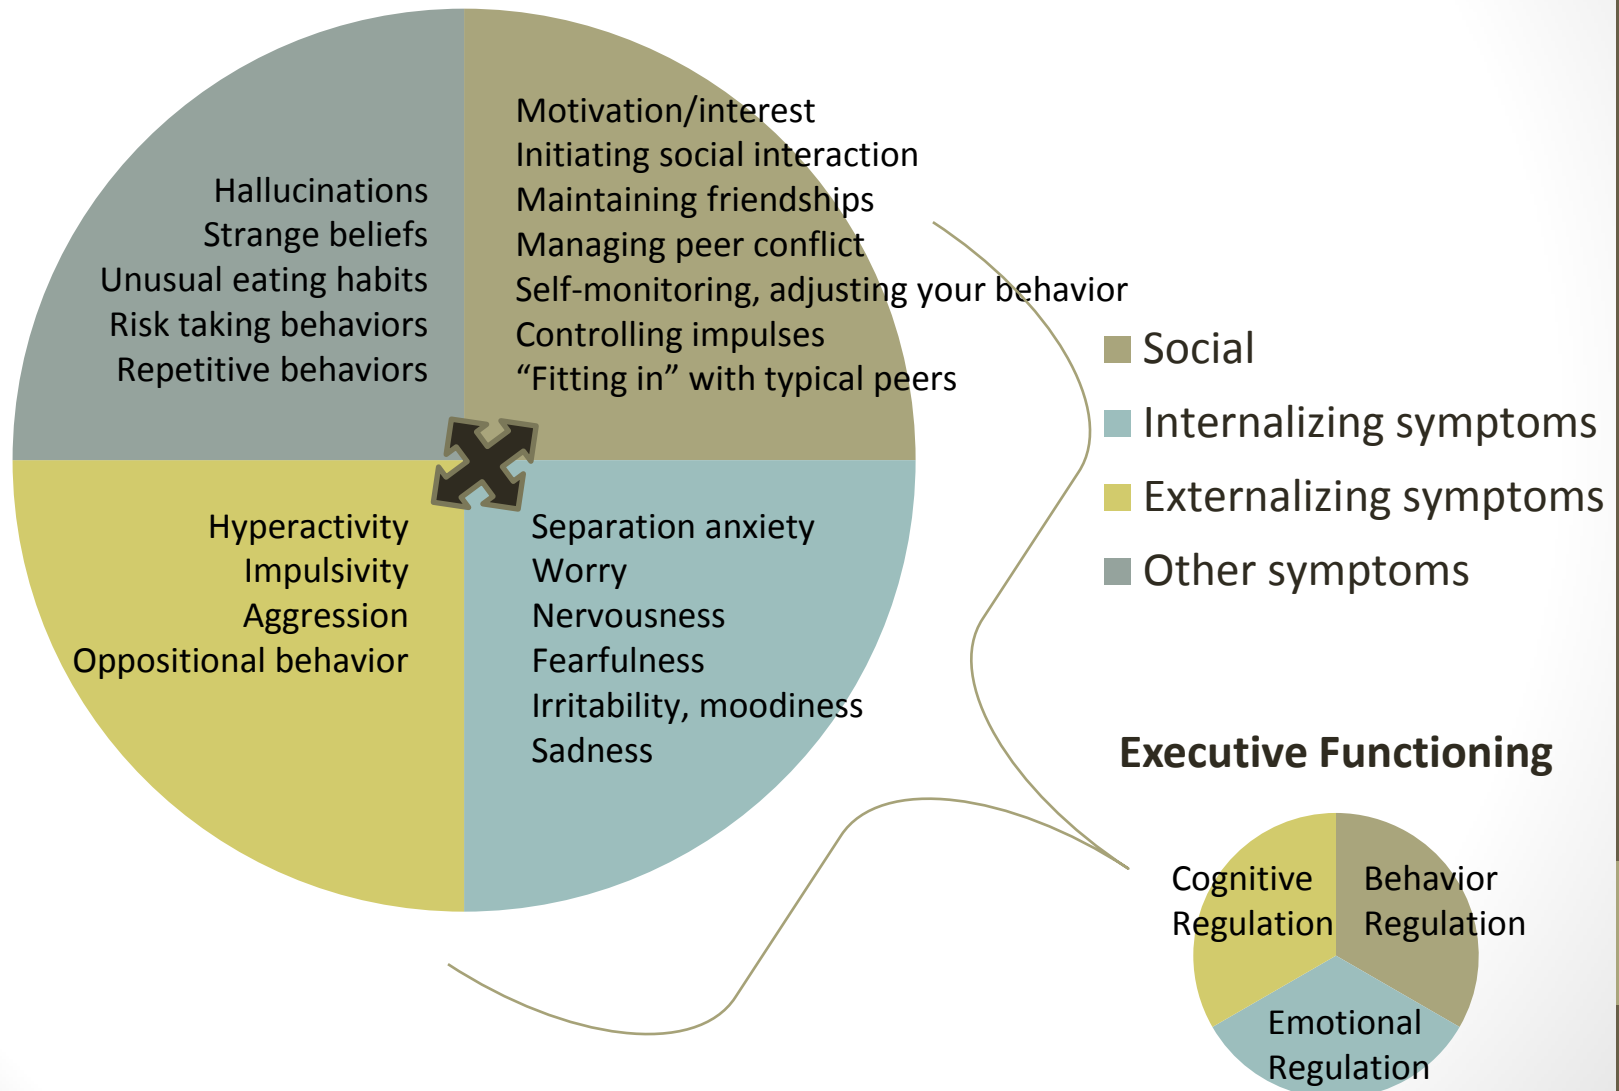 Hallucinations
Strange beliefs
Unusual eating habits
Risk taking behaviors
Repetitive behaviors
Motivation/interest
Initiating social interaction
Maintaining friendships
Managing peer conflict
Self-monitoring, adjusting your behavior
Controlling impulses
“Fitting in” with typical peers
Hyperactivity
Impulsivity
Aggression
Oppositional behavior
Separation anxiety
Worry
Nervousness
Fearfulness
Irritability, moodiness
Sadness
Social
Internalizing symptoms
Externalizing symptoms
Other symptoms
Executive Functioning
Cognitive
Regulation
Behavior
Regulation
Emotional
Regulation